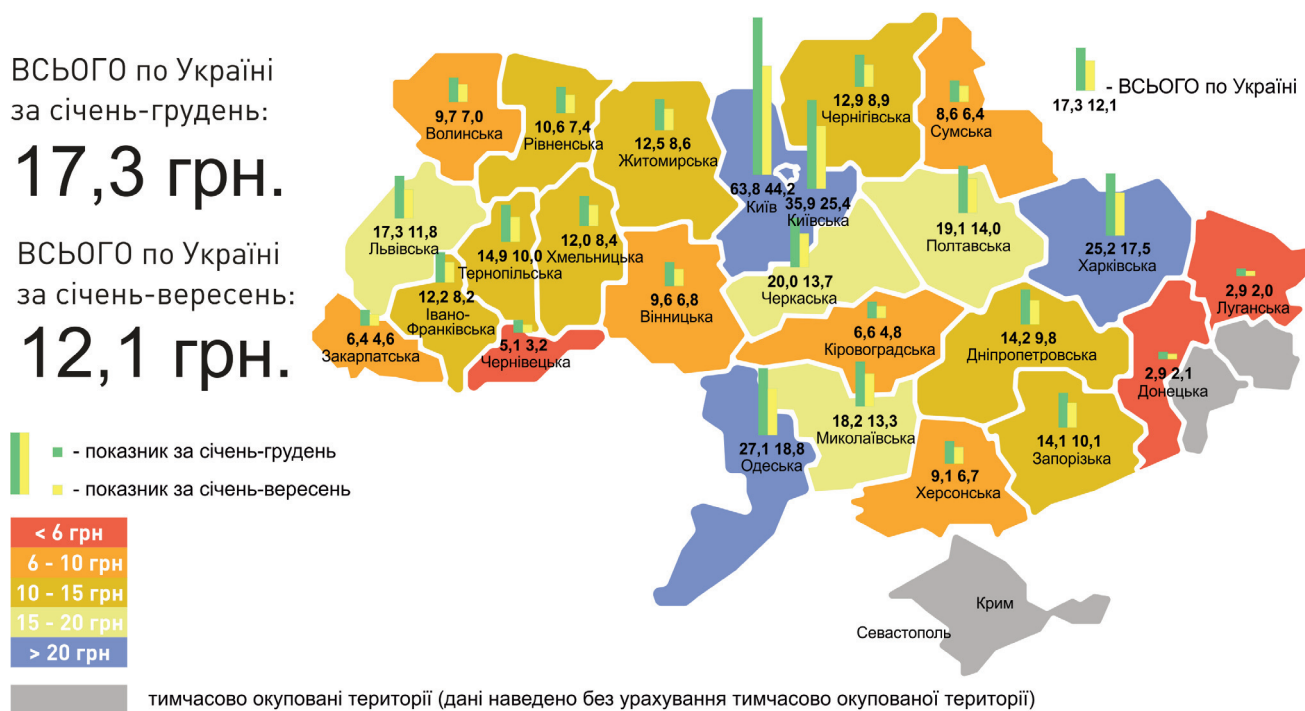 ВСЬОГО по Україні
за січень-грудень:
17,3 грн.
ВСЬОГО по Україні
за січень-вересень:
12,1 грн.
- показник за січень-грудень
- показник за січень-вересень
< 6 грн
6 - 10 грн
10 - 15 грн
15 - 20 грн
> 20 грн
тимчасово окуповані території (дані наведено без урахування тимчасово окупованої території)
- ВСЬОГО по Україні
17,3 12,1
9,7 7,0
Волинська
10,6 7,4
Рівненська
12,5 8,6
Житомирська
63,8 44,2
Київ
35,9 25,4
Київська
12,9 8,9
Чернігівська
8,6 6,4
Сумська
17,3 11,8
Львівська
14,9 10,0
Тернопільська
12,0 8,4
Хмельницька
12,2 8,2
Івано-
Франківська
6,4 4,6
Закарпатська
5,1 3,2
Чернівецька
9,6 6,8
Вінницька
20,0 13,7
Черкаська
19,1 14,0
Полтавська
25,2 17,5
Харківська
2,9 2,0
Луганська
6,6 4,8
Кіровоградська
14,2 9,8
Дніпропетровська
2,9 2,1
Донецька
27,1 18,8
Одеська
18,2 13,3
Миколаївська
9,1 6,7
Херсонська
14,1 10,1
Запорізька
Крим
Севастополь